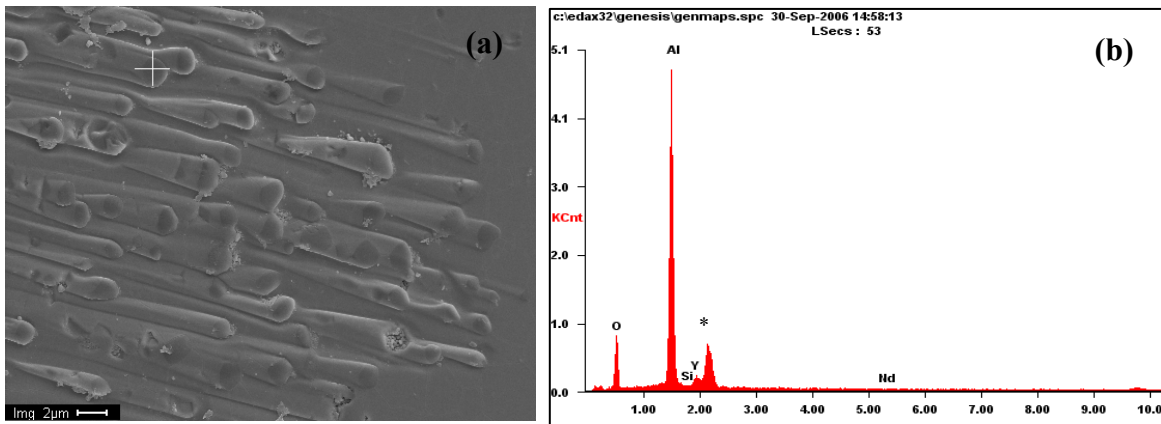 (a)
Img 2µm
c:\edax32\genesis\genmaps.spc 30-Sep-2006 14:58:13
LSecs : 53
(b)
5.1
Al
4.1
3.0
KCnt
2.0
1.0
*
O
Y
Si
Nd
0.0
1.00 2.00 3.00 4.00 5.00 6.00 7.00 8.00 9.00 10.0